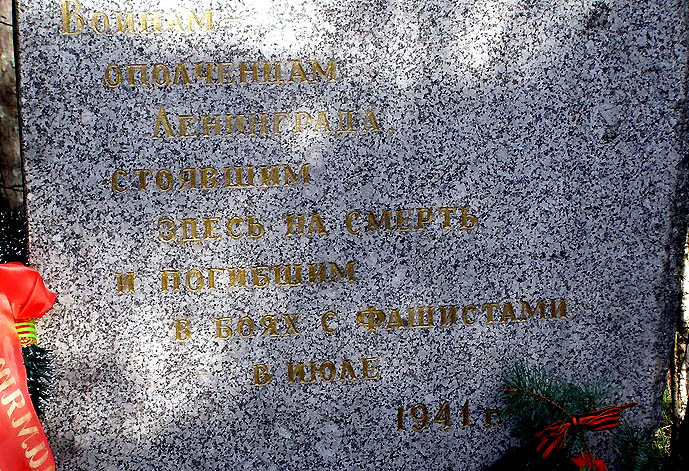 Воинам–
ополченцам
Ленинграда,
стоявшим
здесь на смерть
и погибшим
в боях с фашистами
в июле
1941 г.